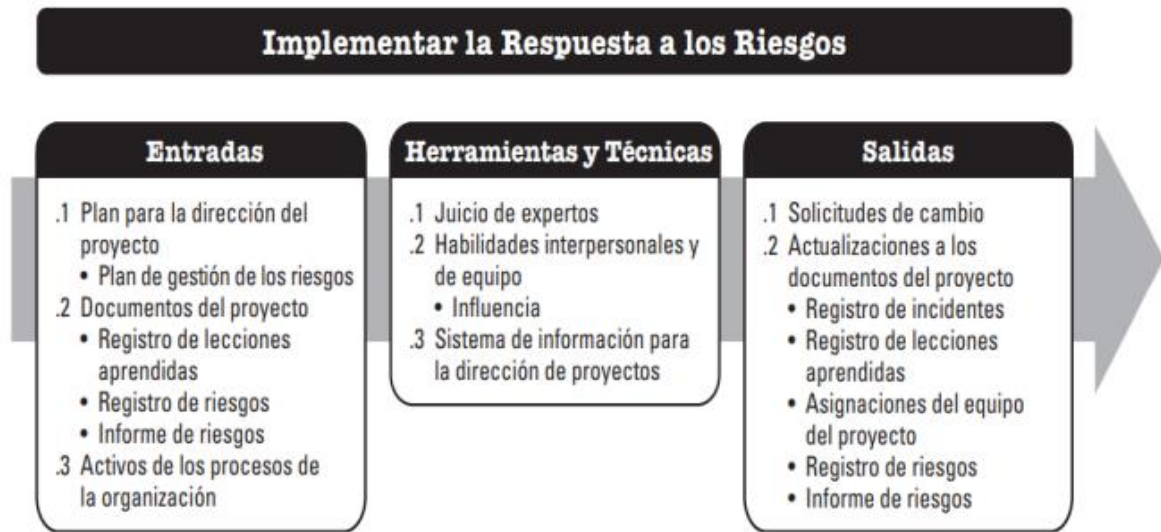 Implementar la Respuesta a los Riesgos
Entradas
.1 Plan para la dirección del
proyecto
• Plan de gestión de los riesgos
.2 Documentos del proyecto
• Registro de lecciones
aprendidas
• Registro de riesgos
• Informe de riesgos
.3 Activos de los procesos de
la organización
Herramientas y Técnicas
.1 Juicio de expertos
.2 Habilidades interpersonales y
de equipo
• Influencia
.3 Sistema de información para
la dirección de proyectos
Salidas
.1 Solicitudes de cambio
.2 Actualizaciones a los
documentos del proyecto
• Registro de incidentes
• Registro de lecciones
aprendidas
• Asignaciones del equipo
del proyecto
• Registro de riesgos
• Informe de riesgos